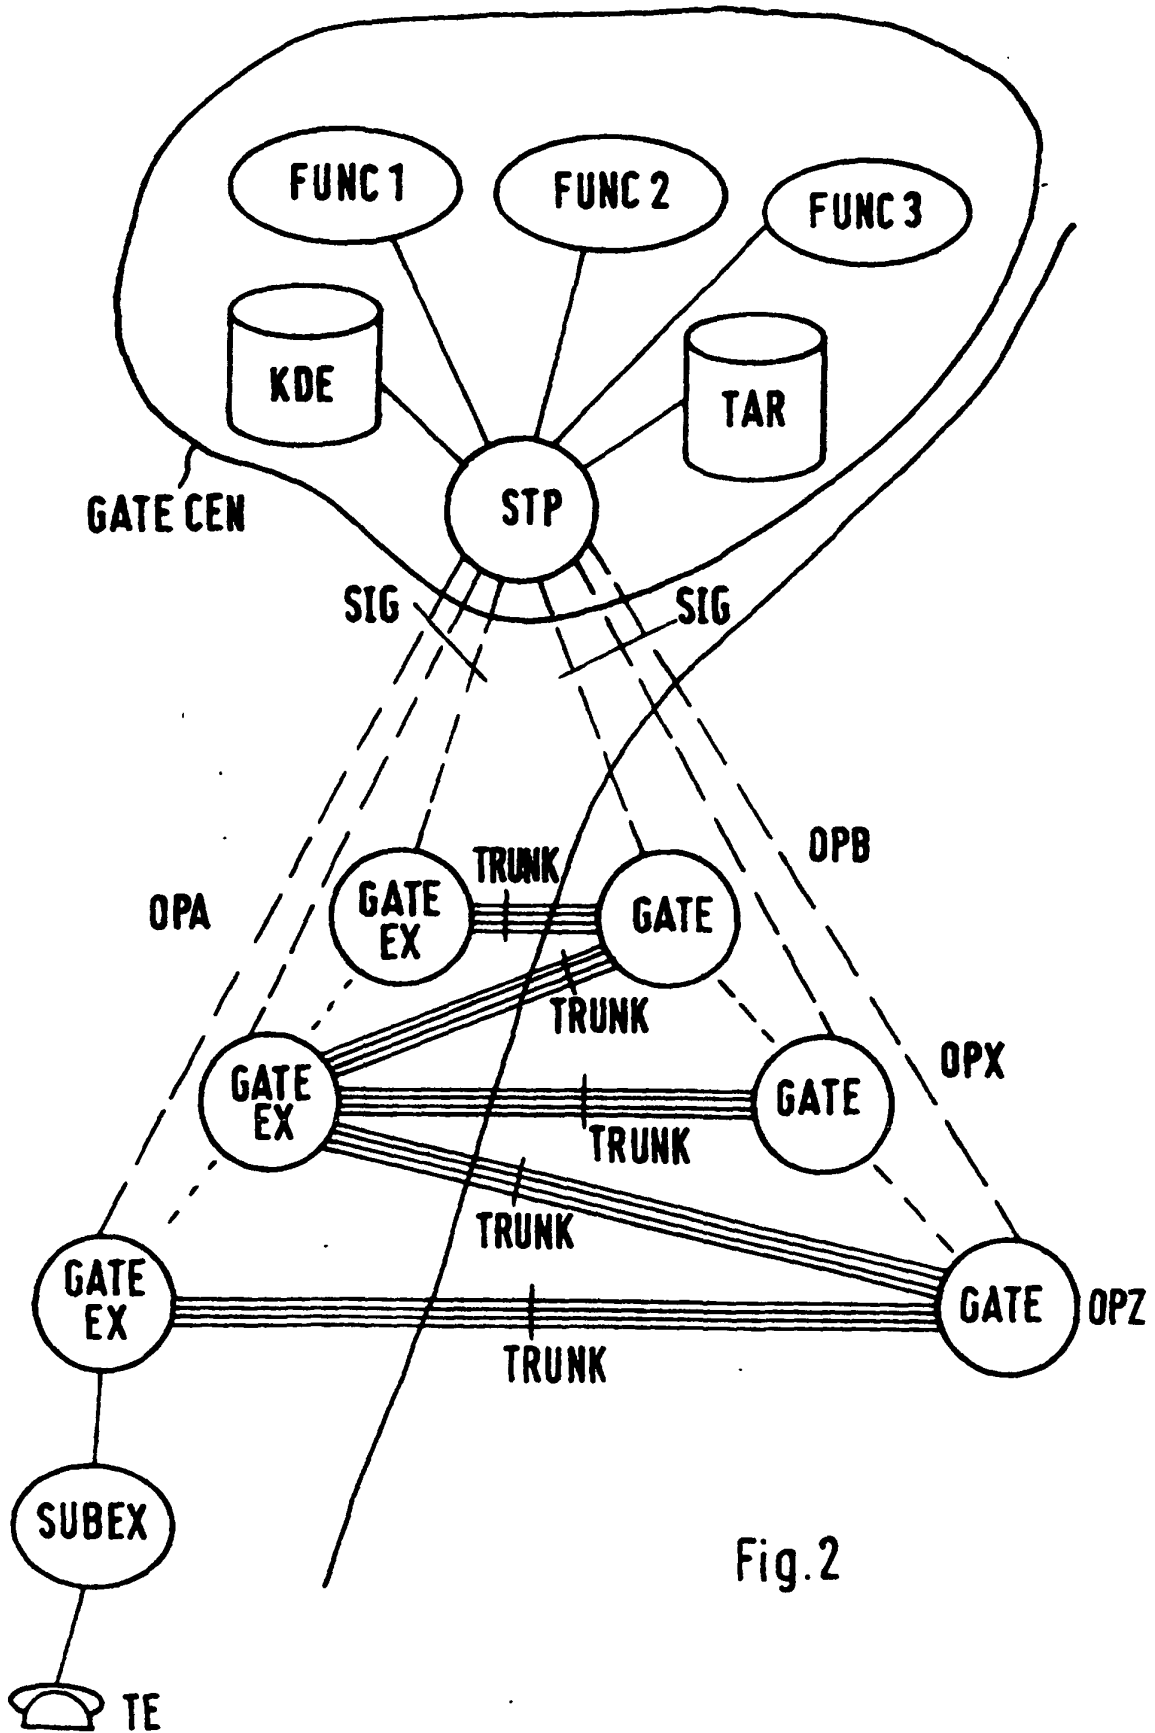 FUNC 1
FUNC 2
FUNC 3
KDE
TAR
STP
GATE CEN
SIG
SIG
OPB
TRUNK
OPA
GATE
EX
GATE
TRUNK
OPX
GATE
EX
GATE
TRUNK
TRUNK
GATE
EX
GATE
OPZ
TRUNK
SUBEX
Fig. 2
TE